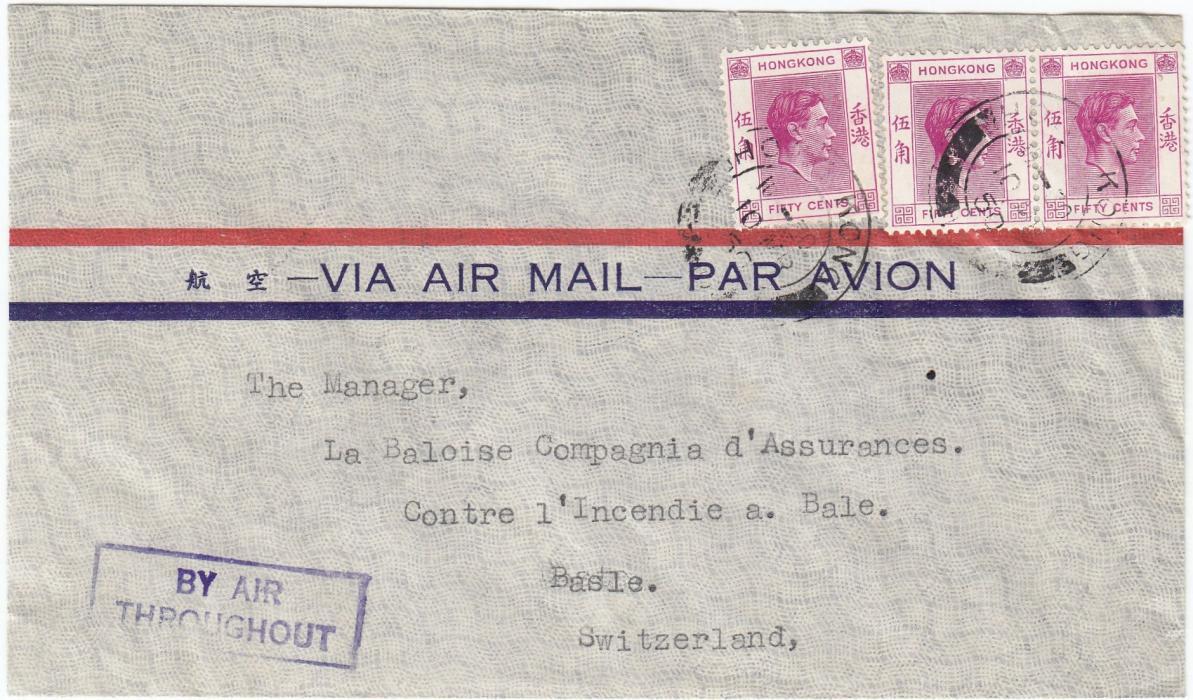 HONGKONG
伍角
香港
FIFTY CENTS
HONGKONG
伍角
香港
FIFTY CENTS
HONGKONG
伍角
香港
FIFTY CENTS
HONG
KONG
航 空 —VIA AIR MAIL—PAR AVION
The Manager,
La Baloise Compagnia d'Assurances.
Contre l'Incendie a. Bale.
Basle.
Switzerland,
BY AIR
THROUGHOUT